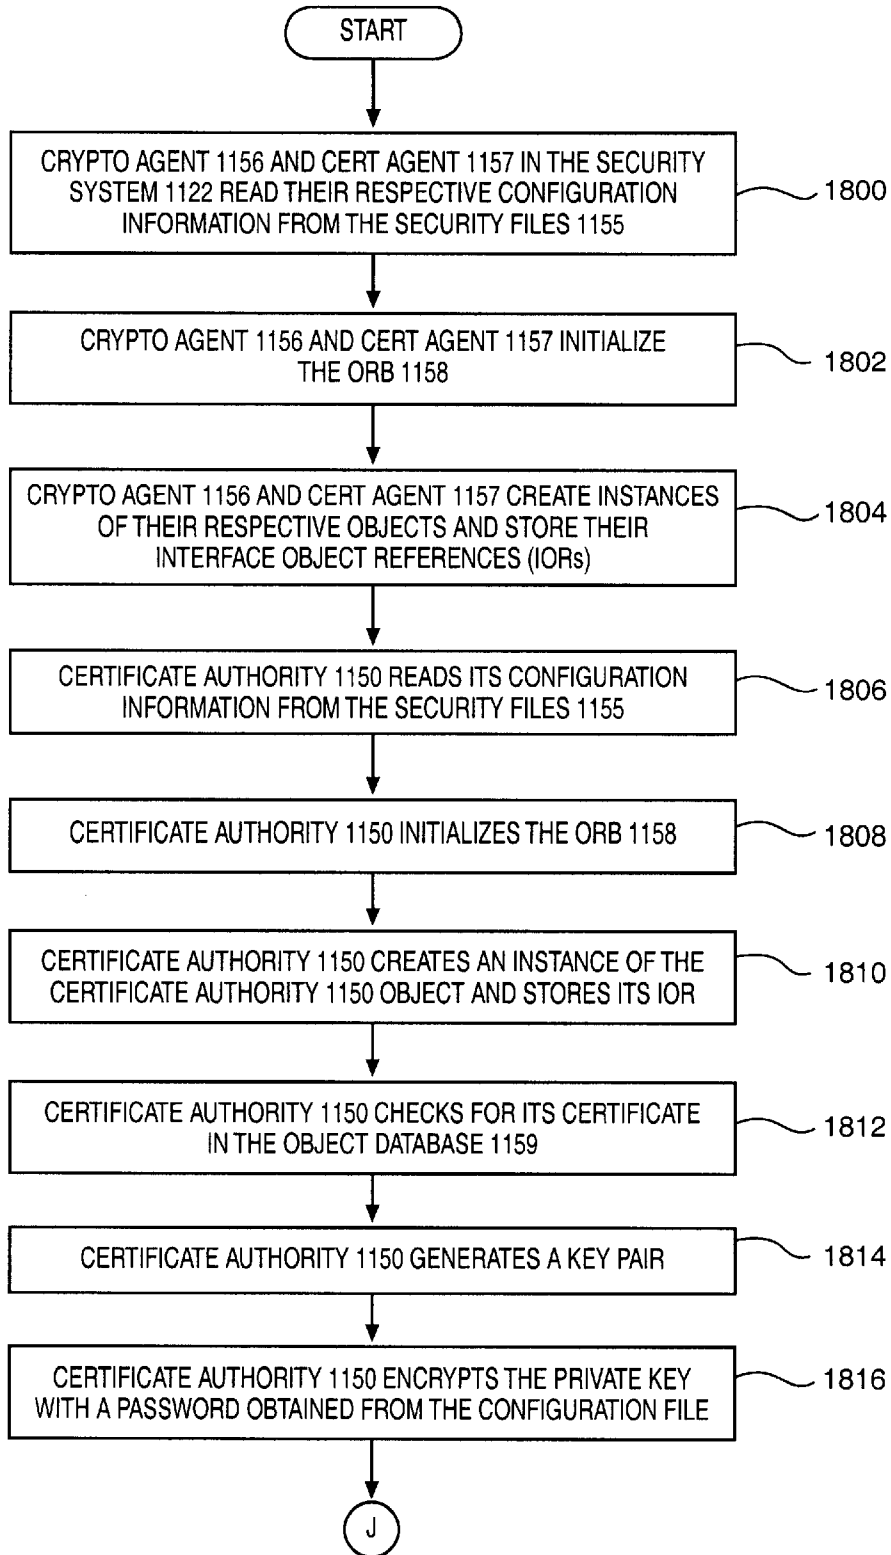 START
CRYPTO AGENT 1156 AND CERT AGENT 1157 IN THE SECURITY
SYSTEM 1122 READ THEIR RESPECTIVE CONFIGURATION
INFORMATION FROM THE SECURITY FILES 1155
1800
CRYPTO AGENT 1156 AND CERT AGENT 1157 INITIALIZE
THE ORB 1158
1802
CRYPTO AGENT 1156 AND CERT AGENT 1157 CREATE INSTANCES
OF THEIR RESPECTIVE OBJECTS AND STORE THEIR
INTERFACE OBJECT REFERENCES (IORs)
1804
CERTIFICATE AUTHORITY 1150 READS ITS CONFIGURATION
INFORMATION FROM THE SECURITY FILES 1155
1806
CERTIFICATE AUTHORITY 1150 INITIALIZES THE ORB 1158
1808
CERTIFICATE AUTHORITY 1150 CREATES AN INSTANCE OF THE
CERTIFICATE AUTHORITY 1150 OBJECT AND STORES ITS IOR
1810
CERTIFICATE AUTHORITY 1150 CHECKS FOR ITS CERTIFICATE
IN THE OBJECT DATABASE 1159
1812
CERTIFICATE AUTHORITY 1150 GENERATES A KEY PAIR
1814
CERTIFICATE AUTHORITY 1150 ENCRYPTS THE PRIVATE KEY
WITH A PASSWORD OBTAINED FROM THE CONFIGURATION FILE
1816
J